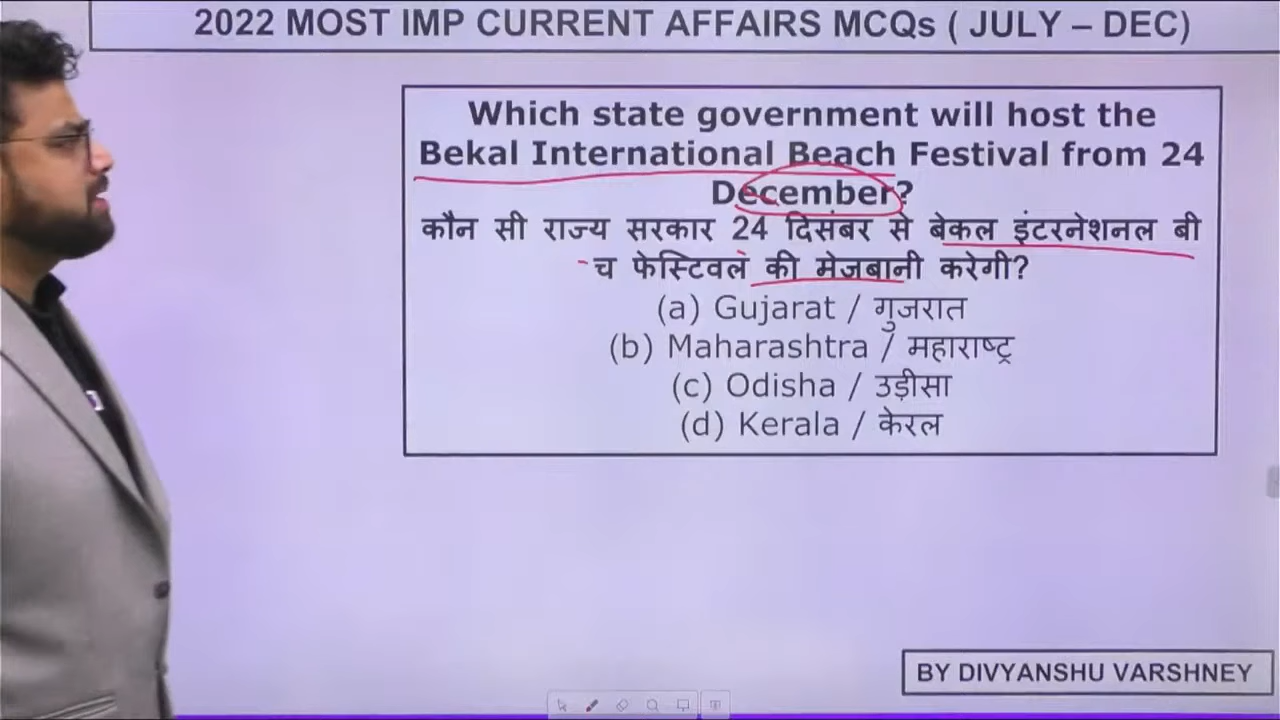 2022 MOST IMP CURRENT AFFAIRS MCQs ( JULY – DEC)
Which state government will host the
Bekal International Beach Festival from 24
December?
कौन सी राज्य सरकार 24 दिसंबर से बेकल इंटरनेशनल बी
च फेस्टिवल की मेजबानी करेगी?
(a) Gujarat / गुजरात
(b) Maharashtra / महाराष्ट्र
(c) Odisha / उड़ीसा
(d) Kerala / केरल
BY DIVYANSHU VARSHNEY